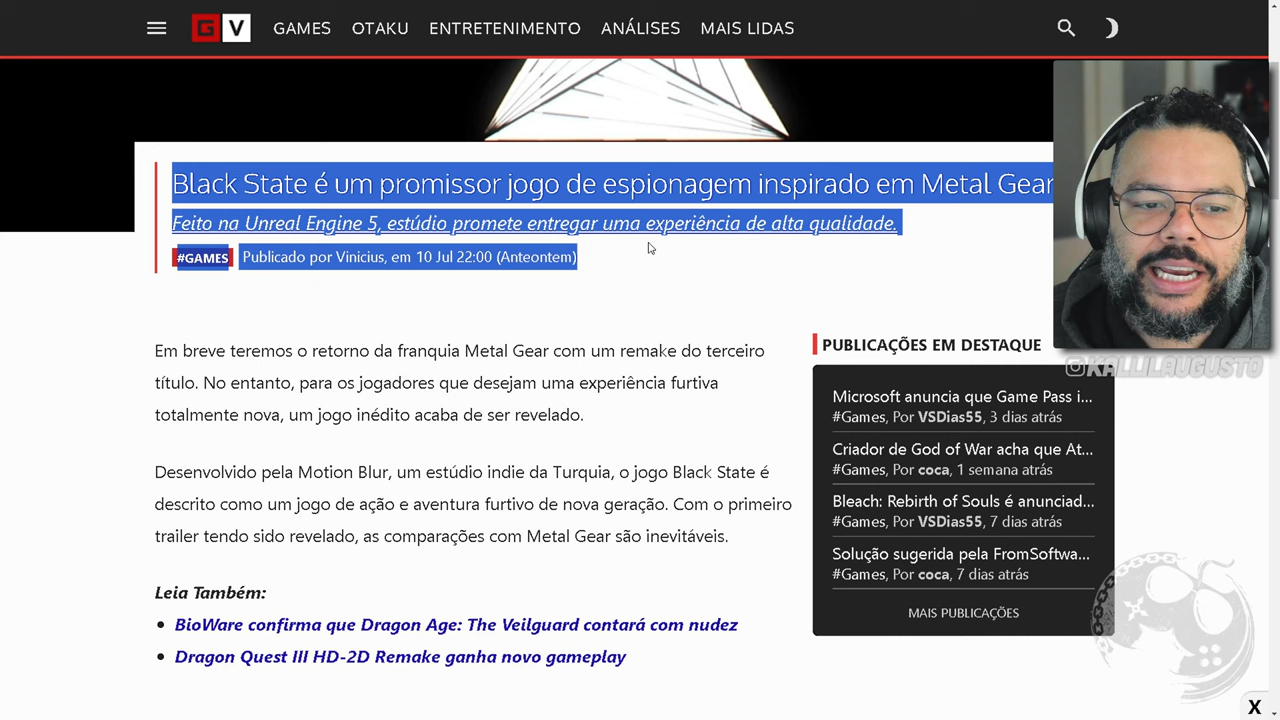 G V GAMES OTAKU ENTRETENIMENTO ANÁLISES MAIS LIDAS
Black State é um promissor jogo de espionagem inspirado em Metal Gear
Feito na Unreal Engine 5, estúdio promete entregar uma experiência de alta qualidade.
#GAMES Publicado por Vinicius, em 10 Jul 22:00 (Anteontem)
Em breve teremos o retorno da franquia Metal Gear com um remake do terceiro
título. No entanto, para os jogadores que desejam uma experiência furtiva
totalmente nova, um jogo inédito acaba de ser revelado.
Desenvolvido pela Motion Blur, um estúdio indie da Turquia, o jogo Black State é
descrito como um jogo de ação e aventura furtivo de nova geração. Com o primeiro
trailer tendo sido revelado, as comparações com Metal Gear são inevitáveis.
Leia Também:
BioWare confirma que Dragon Age: The Veilguard contará com nudez
Dragon Quest III HD-2D Remake ganha novo gameplay
@KALLILAUGUSTO
PUBLICAÇÕES EM DESTAQUE
Microsoft anuncia que Game Pass i...
#Games, Por VSDias55, 3 dias atrás
Criador de God of War acha que At...
#Games, Por coca, 1 semana atrás
Bleach: Rebirth of Souls é anunciad...
#Games, Por VSDias55, 7 dias atrás
Solução sugerida pela FromSoftwa...
#Games, Por coca, 7 dias atrás
MAIS PUBLICAÇÕES
X